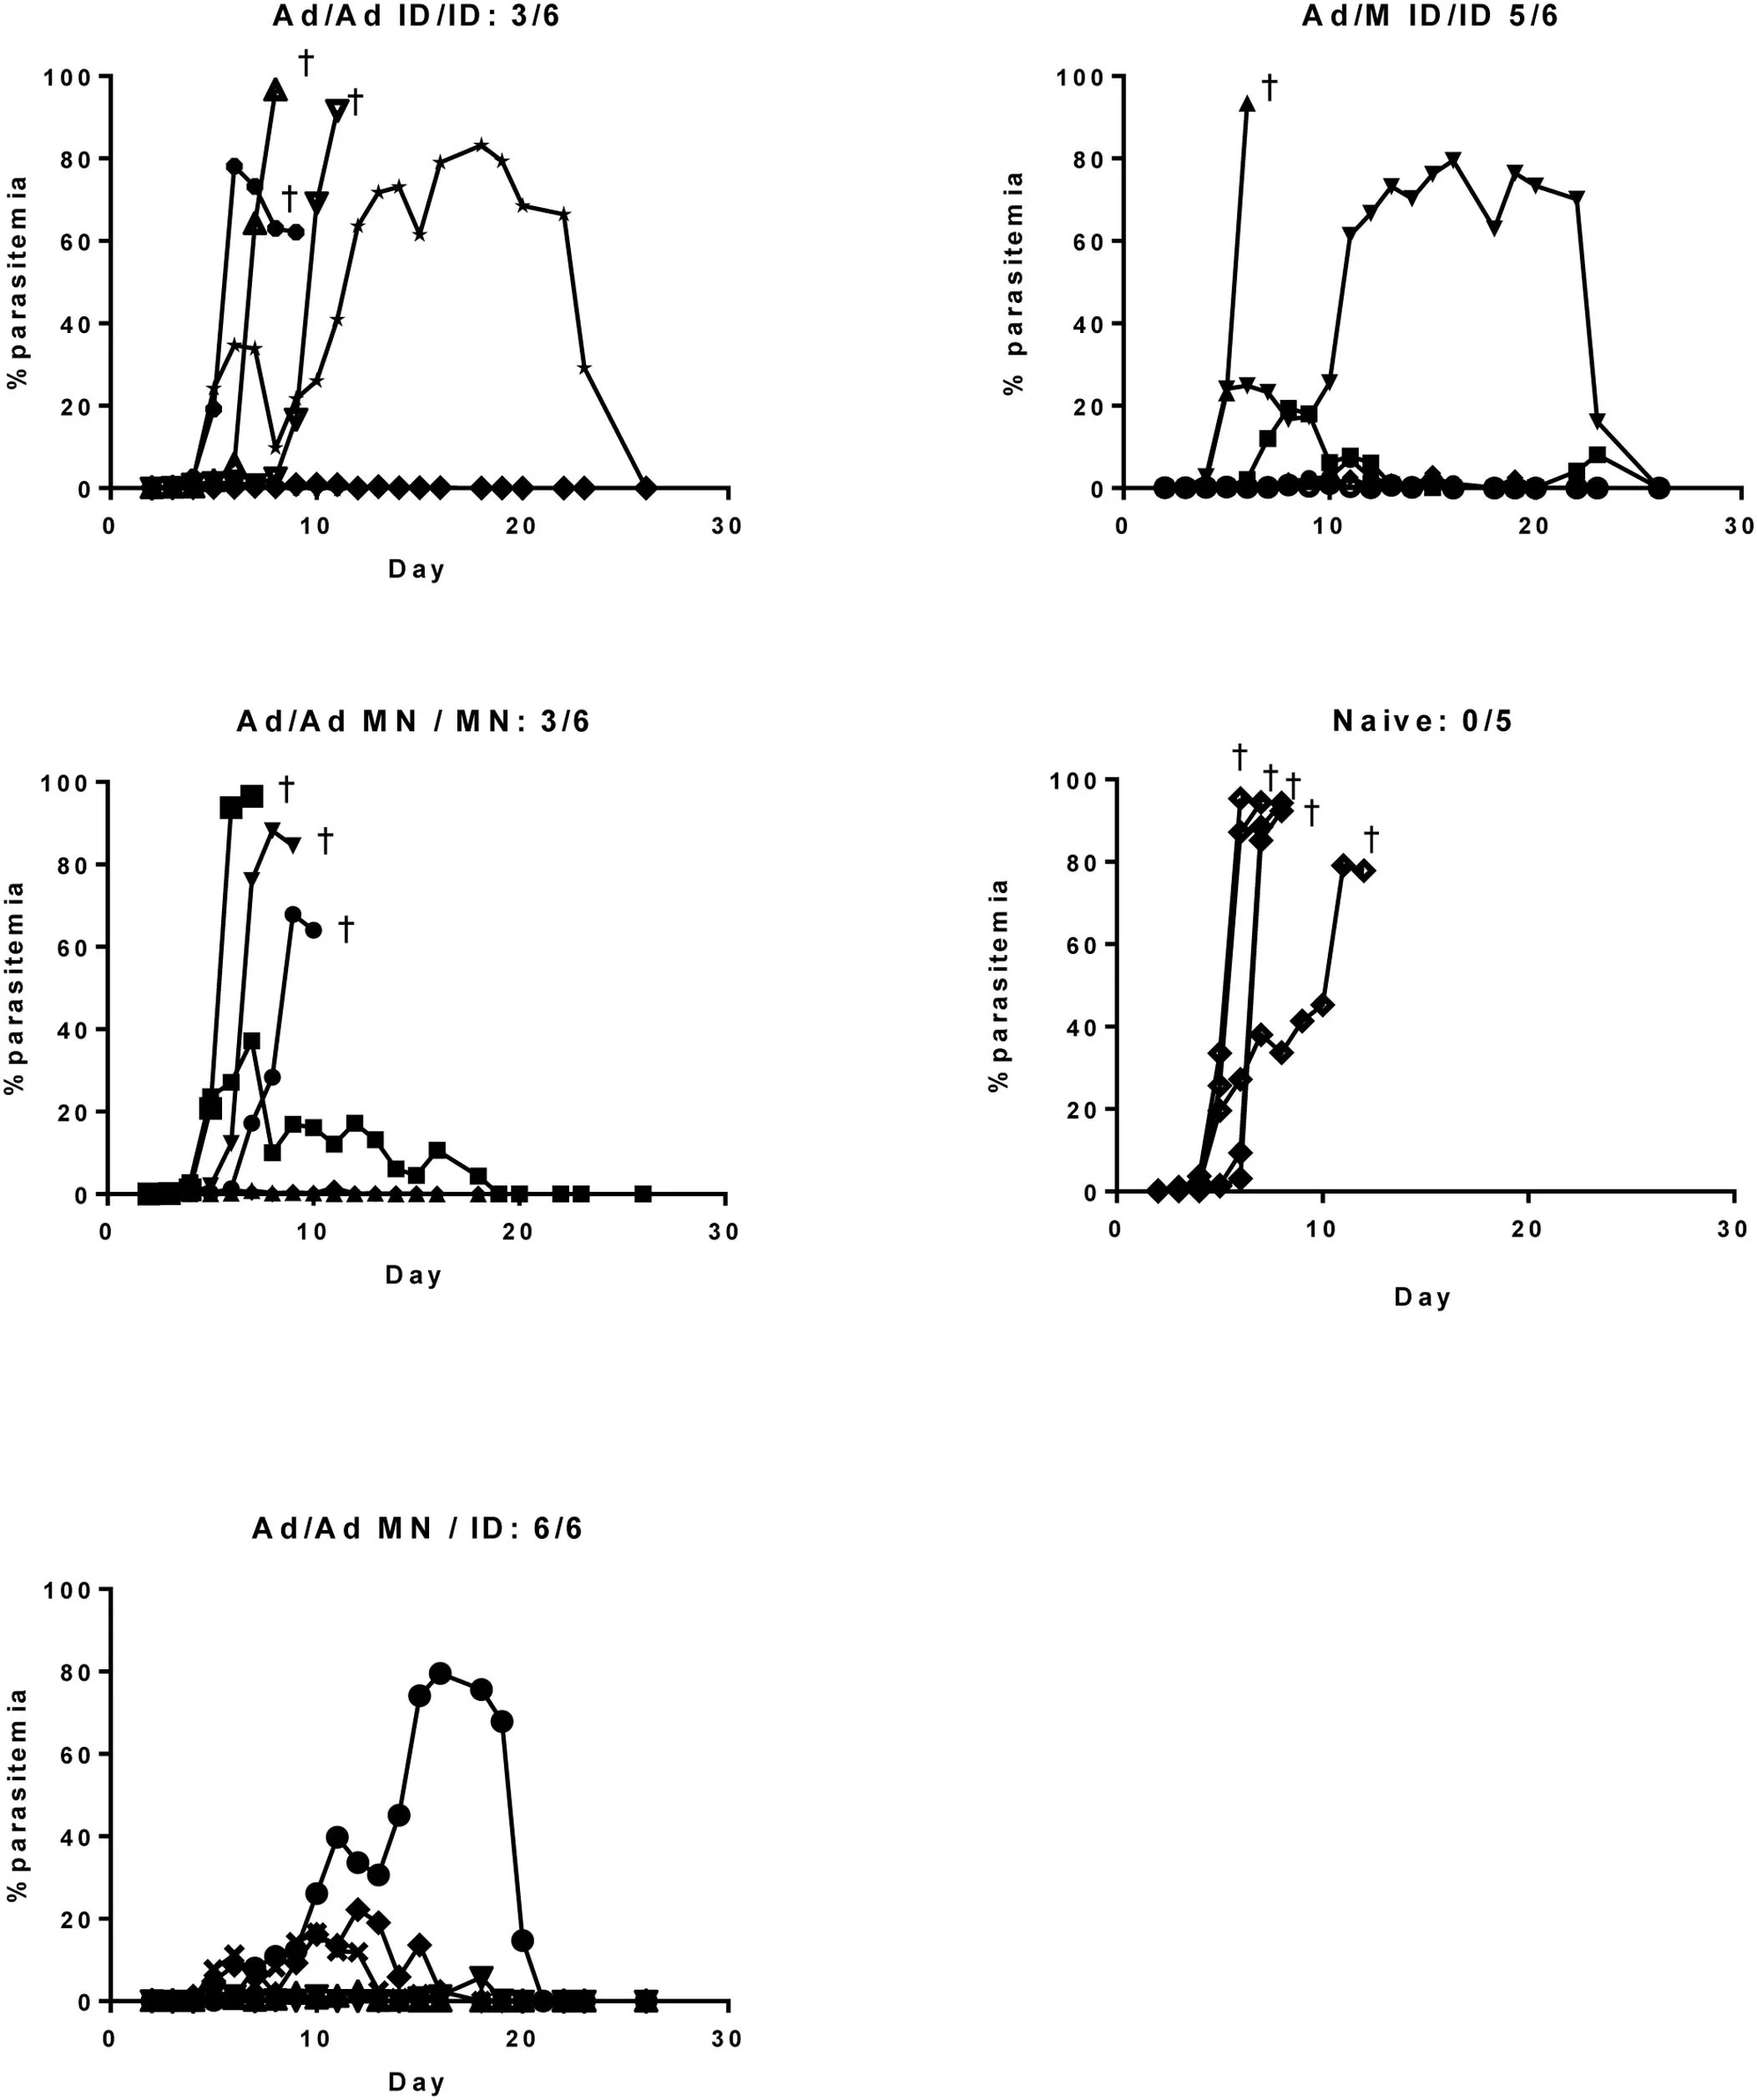 Ad/Ad ID/ID: 3/6
†
100
†
80
†
60
40
20
0
0 10 20 30
% parasitemia
Day
Ad/M ID/ID 5/6
100
†
80
60
40
20
0
0 10 20 30
% parasitemia
Day
Ad/Ad MN / MN: 3/6
100
†
†
80
†
60
40
20
0
0 10 20 30
% parasitemia
Day
Naive: 0/5
† † † †
100
†
80
60
40
20
0
0 10 20 30
% parasitemia
Day
Ad/Ad MN / ID: 6/6
100
80
60
40
20
0
0 10 20 30
% parasitemia
Day